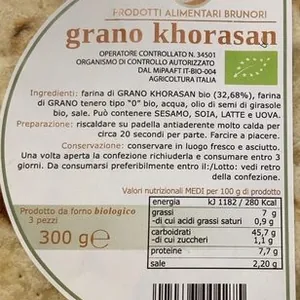 PRODOTTI ALIMENTARI BRUNORI
grano khorasan
OPERATORE CONTROLLATO N. 34501
ORGANISMO DI CONTROLLO AUTORIZZATO
DAL MiPAAFT IT-BIO-004
AGRICOLTURA ITALIA
Ingredienti: farina di GRANO KHORASAN bio (32,68%), farina
di GRANO tenero tipo "0" bio, acqua, olio di semi di girasole
bio, sale. Può contenere SESAMO, SOIA, LATTE e UOVA.
Preparazione: riscaldare su padella antiaderente molto calda per
circa 20 secondi per parte. Farcire a piacere.
Conservazione: conservare in luogo fresco e asciutto.
Una volta aperta la confezione richiuderla e consumare entro 3
giorni. Da consumarsi preferibilmente entro il:/Lotto: vedi retro
della confezione.
Valori nutrizionali MEDI per 100 g di prodotto
energia kJ 1182 / 280 Kcal
grassi 7 g
-di cui acidi grassi saturi 0,9 g
carboidrati 45,7 g
-di cui zuccheri 1,1 g
proteine 7,7 g
sale 2,20 g
Prodotto da forno biologico
3 pezzi
300 g e